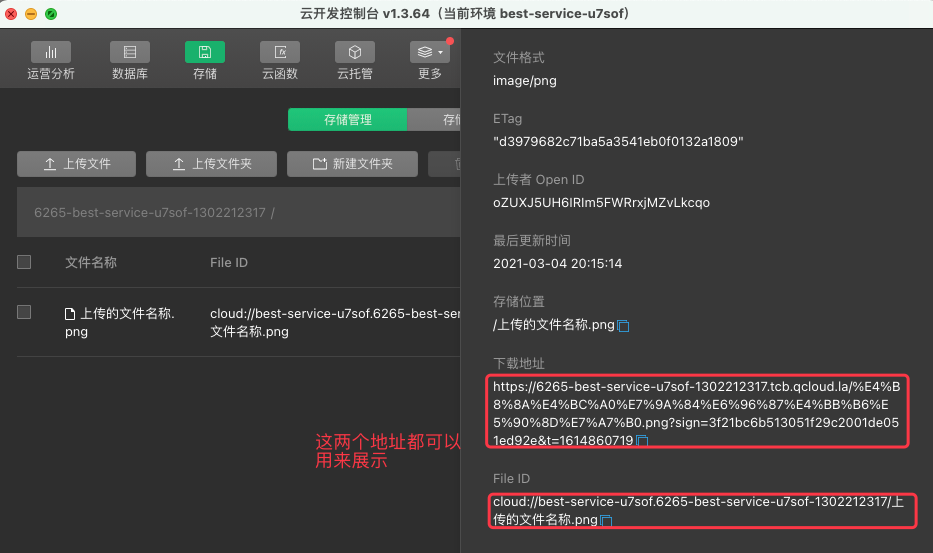 云开发控制台 v1.3.64（当前环境 best-service-u7sof）
运营分析
数据库
存储
云函数
云托管
更多
存储管理
上传文件
上传文件夹
新建文件夹
6265-best-service-u7sof-1302212317 /
文件名称
File ID
上传的文件名称.
png
cloud://best-service-u7sof.6265-best-ser
文件名称.png
这两个地址都可以
用来展示
文件格式
image/png
ETag
"d3979682c71ba5a3541eb0f0132a1809"
上传者 Open ID
oZUXJ5UH6IRIm5FWRrxjMZvLkcqo
最后更新时间
2021-03-04 20:15:14
存储位置
/上传的文件名称.png
下载地址
https://6265-best-service-u7sof-1302212317.tcb.qcloud.la/%E4%B
8%8A%E4%BC%A0%E7%9A%84%E6%96%87%E4%BB%B6%E
5%90%8D%E7%A7%B0.png?sign=3f21bc6b513051f29c2001de05
1ed92e&t=1614860719
File ID
cloud://best-service-u7sof.6265-best-service-u7sof-1302212317/上
传的文件名称.png